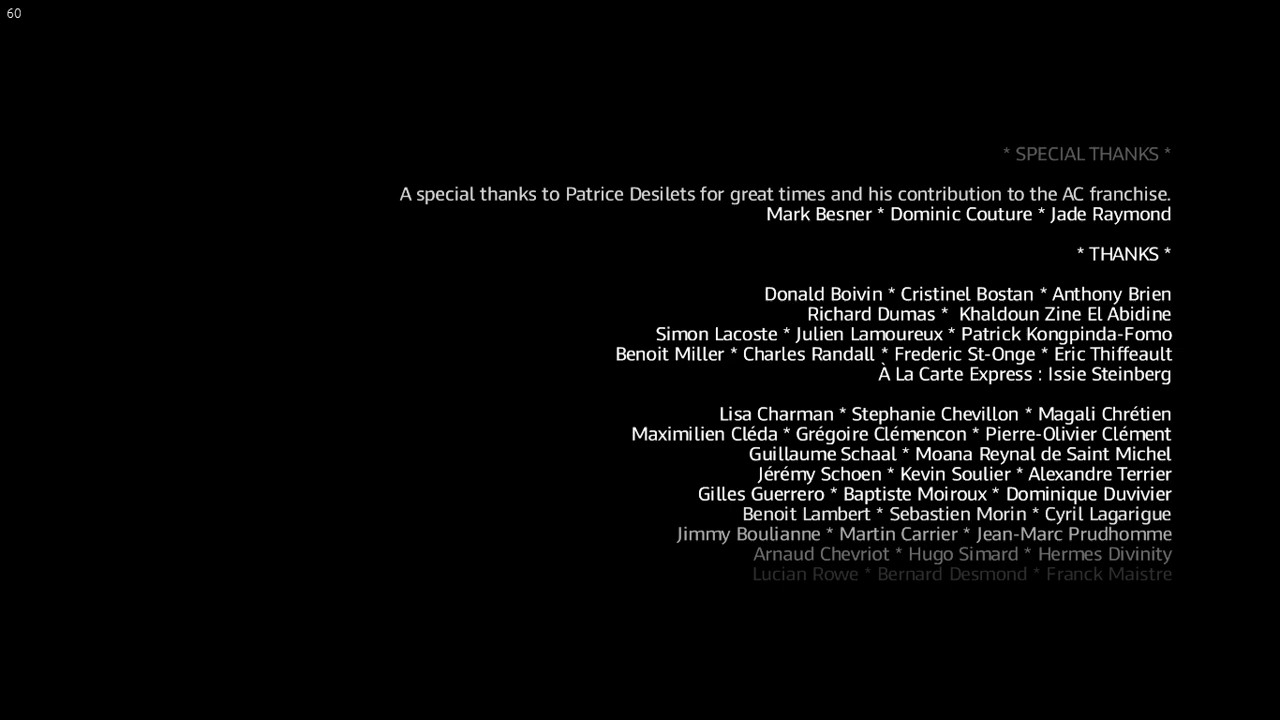 60
* SPECIAL THANKS *
A special thanks to Patrice Desilets for great times and his contribution to the AC franchise.
Mark Besner * Dominic Couture * Jade Raymond
* THANKS *
Donald Boivin * Cristinel Bostan * Anthony Brien
Richard Dumas *  Khaldoun Zine El Abidine
Simon Lacoste * Julien Lamoureux * Patrick Kongpinda-Fomo
Benoit Miller * Charles Randall * Frederic St-Onge * Eric Thiffeault
À La Carte Express : Issie Steinberg
Lisa Charman * Stephanie Chevillon * Magali Chrétien
Maximilien Cléda * Grégoire Clémencon * Pierre-Olivier Clément
Guillaume Schaal * Moana Reynal de Saint Michel
Jérémy Schoen * Kevin Soulier * Alexandre Terrier
Gilles Guerrero * Baptiste Moiroux * Dominique Duvivier
Benoit Lambert * Sebastien Morin * Cyril Lagarigue
Jimmy Boulianne * Martin Carrier * Jean-Marc Prudhomme
Arnaud Chevriot * Hugo Simard * Hermes Divinity
Lucian Rowe * Bernard Desmond * Franck Maistre